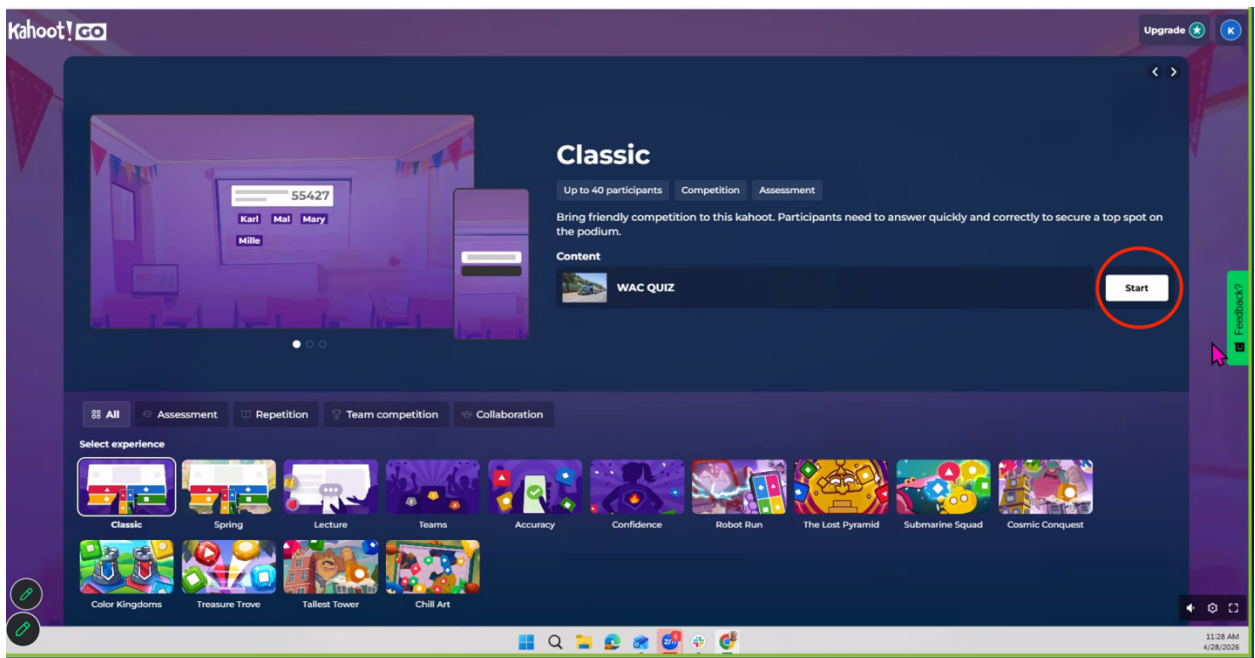 Kahoot! GO
Upgrade
K
55427
Karl Mal Mary
Mille
Classic
Up to 40 participants Competition Assessment
Bring friendly competition to this kahoot. Participants need to answer quickly and correctly to secure a top spot on
the podium.
Content
WAC QUIZ
Start
Feedback?
All Assessment Repetition Team competition Collaboration
Select experience
Classic Spring Lecture Teams Accuracy Confidence Robot Run The Lost Pyramid Submarine Squad Cosmic Conquest
Color Kingdoms Treasure Trove Tallest Tower Chill Art
11:28 AM
4/28/2026